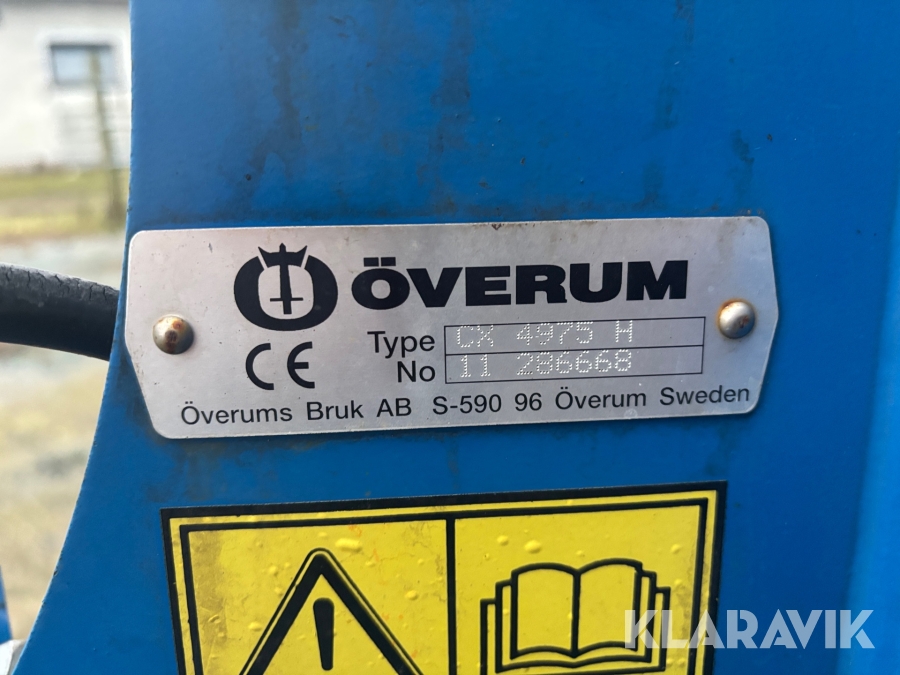 ÖVERUM
Type CX 4975 H
No 11 286668
CE
Överums Bruk AB S-590 96 Överum Sweden
KLARAVIK